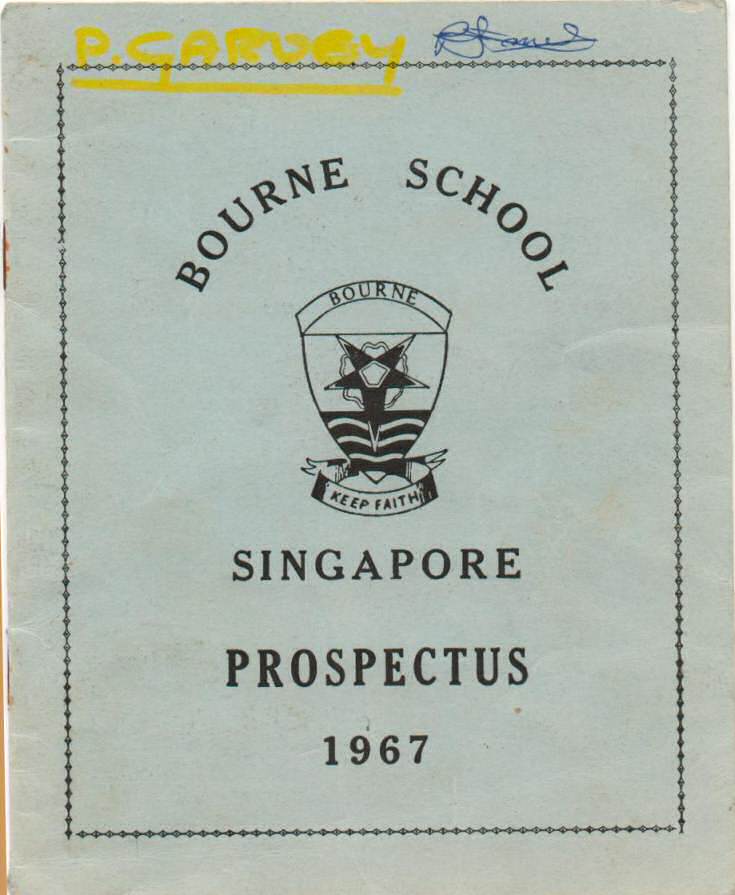 P. GARVEY
BOURNE SCHOOL
BOURNE
KEEP FAITH
SINGAPORE
PROSPECTUS
1967